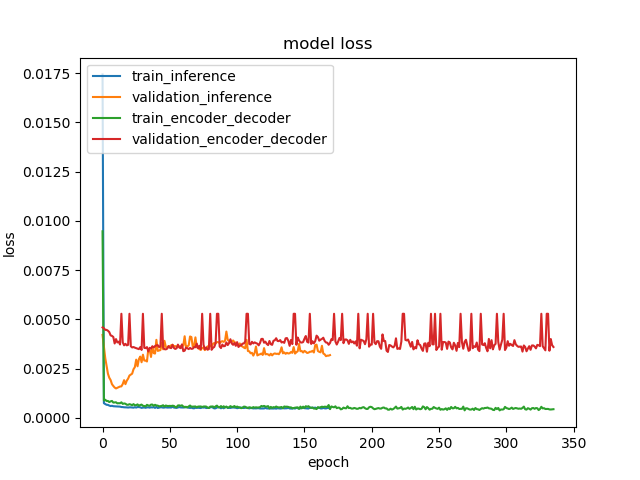 model loss
train_inference
validation_inference
train_encoder_decoder
validation_encoder_decoder
loss
0.0175
0.0150
0.0125
0.0100
0.0075
0.0050
0.0025
0.0000
0 50 100 150 200 250 300 350
epoch